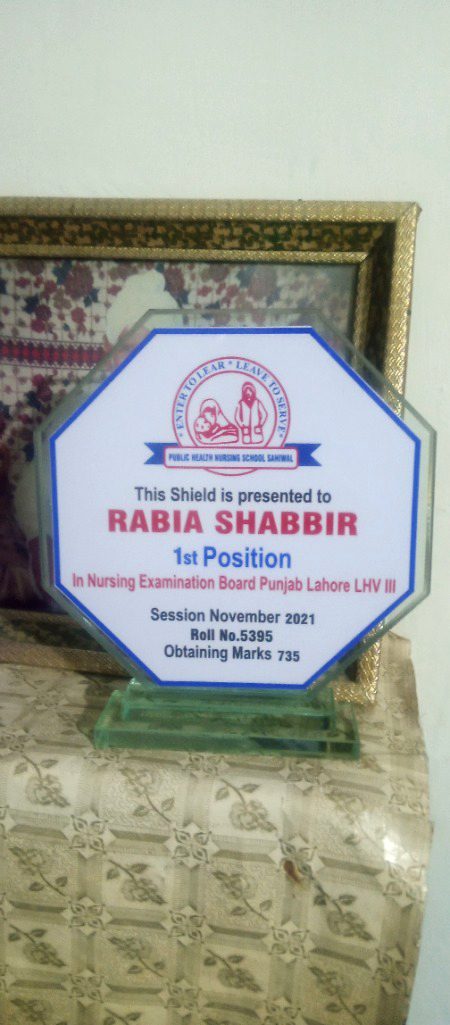 * ENTER TO LEAR * LEAVE TO SERVE *
PUBLIC HEALTH NURSING SCHOOL SAHIWAL
This Shield is presented to
RABIA SHABBIR
1st Position
In Nursing Examination Board Punjab Lahore LHV III
Session November 2021
Roll No.5395
Obtaining Marks 735